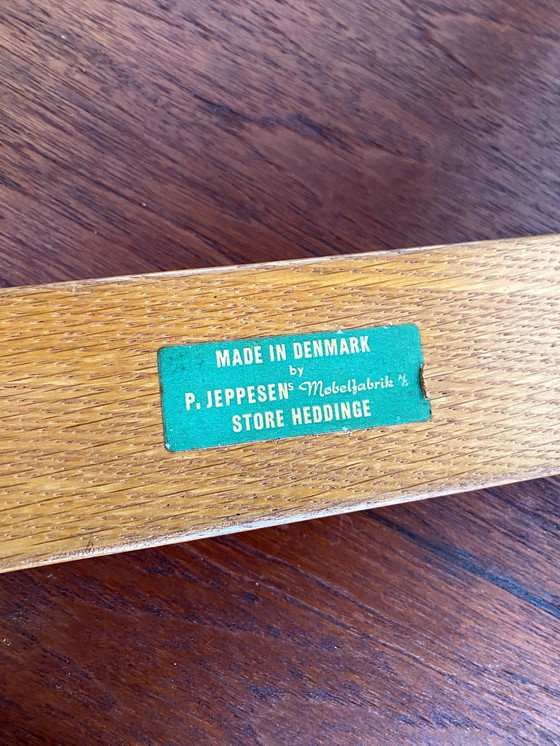 MADE IN DENMARK
by
P. JEPPESENS Møbelfabrik A/S
STORE HEDDINGE